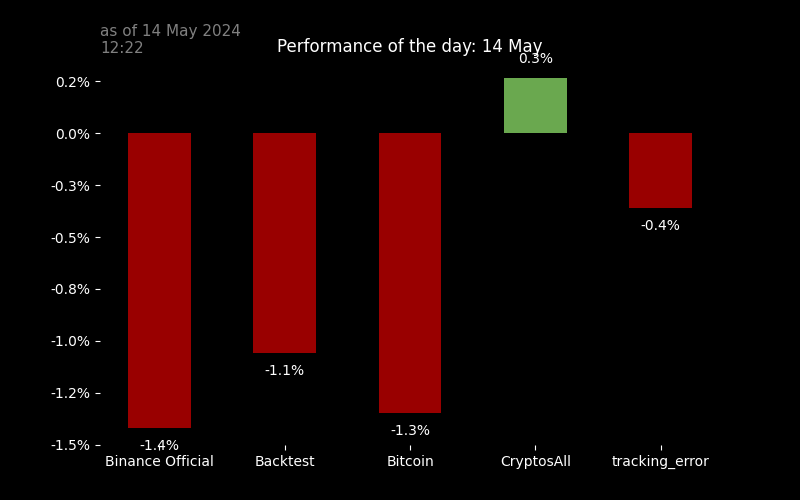 as of 14 May 2024
12:22
Performance of the day: 14 May
0.3%
0.2%
0.0%
-0.3%
-0.4%
-0.5%
-0.8%
-1.0%
-1.1%
-1.2%
-1.3%
-1.4%
-1.5%
Binance Official
Backtest
Bitcoin
CryptosAll
tracking_error